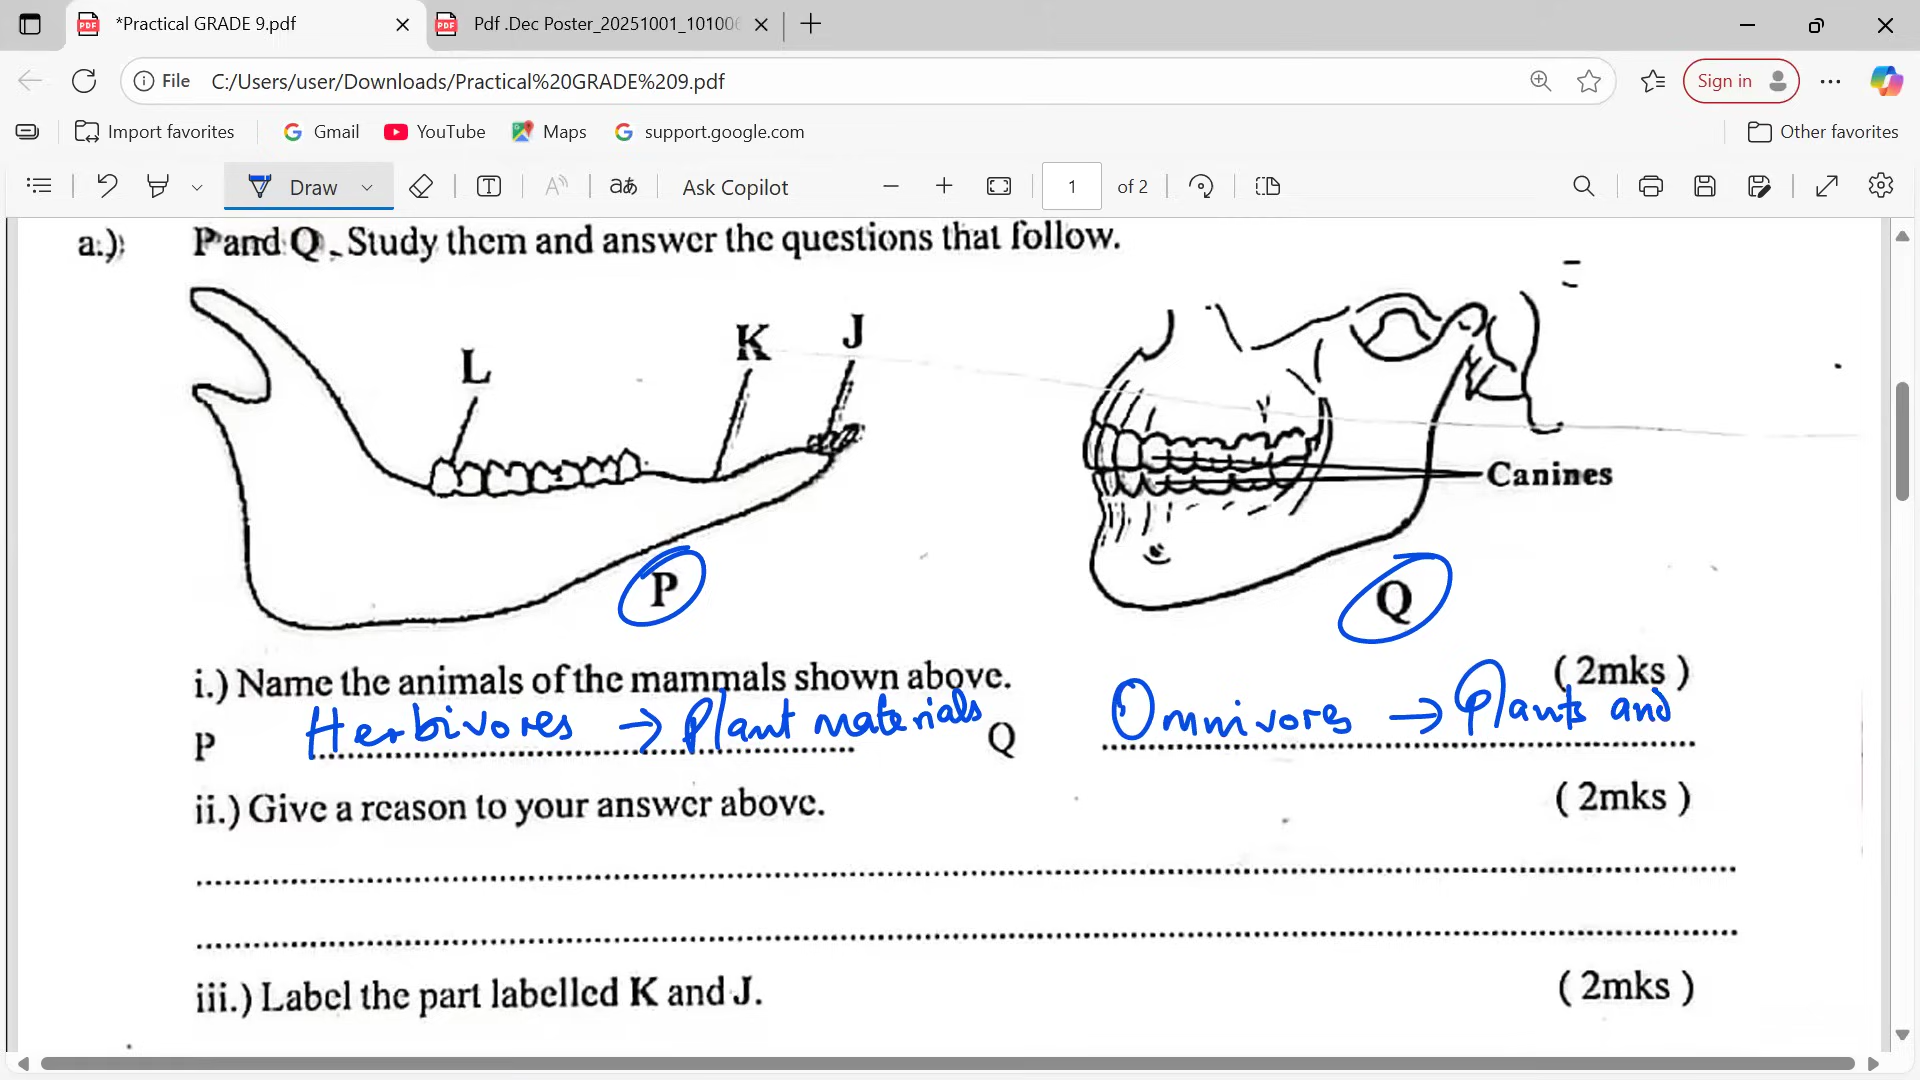 *Practical GRADE 9.pdf
Pdf .Dec Poster_20251001_101006
File C:/Users/user/Downloads/Practical%20GRADE%209.pdf
Sign in
Import favorites
Gmail
YouTube
Maps
support.google.com
Other favorites
Draw
Ask Copilot
1 of 2
a.) P and Q . Study them and answer the questions that follow.
L
K
J
Canines
P
Q
i.) Name the animals of the mammals shown above. ( 2mks )
P Herbivores → Plant materials Q Omnivores → Plants and
ii.) Give a reason to your answer above. ( 2mks )
iii.) Label the part labelled K and J. ( 2mks )